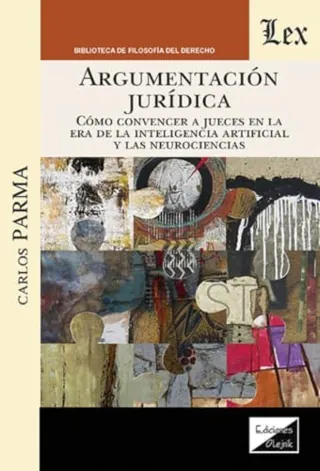 BIBLIOTECA DE FILOSOFÍA DEL DERECHO
Lex
ARGUMENTACIÓN
JURÍDICA
CÓMO CONVENCER A JUECES EN LA
ERA DE LA INTELIGENCIA ARTIFICIAL
Y LAS NEUROCIENCIAS
CARLOS PARMA
Ediciones
Olejnik